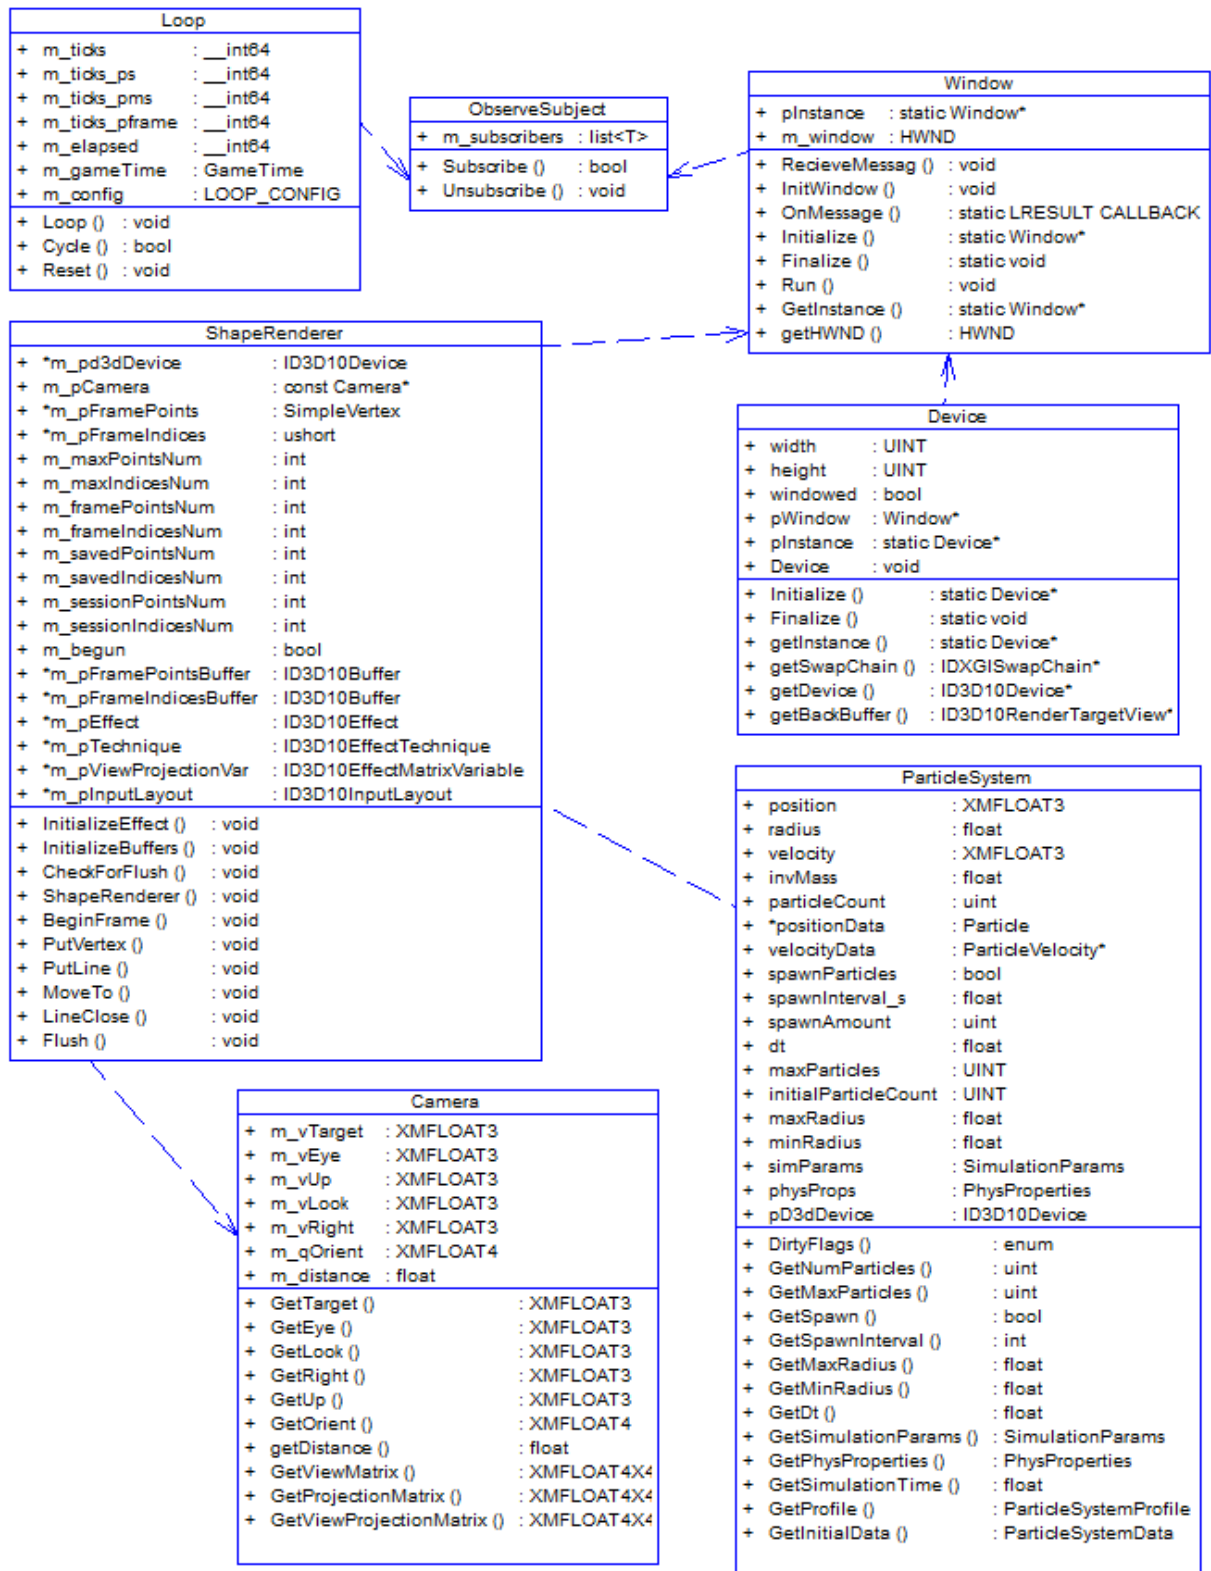 Loop
+ m_ticks : __int64
+ m_ticks_ps : __int64
+ m_ticks_pms : __int64
+ m_ticks_pframe : __int64
+ m_elapsed : __int64
+ m_gameTime : GameTime
+ m_config : LOOP_CONFIG
+ Loop () : void
+ Cycle () : bool
+ Reset () : void
ObserveSubject
+ m_subscribers : list<T>
+ Subscribe () : bool
+ Unsubscribe () : void
Window
+ pInstance : static Window*
+ m_window : HWND
+ RecieveMessag () : void
+ InitWindow () : void
+ OnMessage () : static LRESULT CALLBACK
+ Initialize () : static Window*
+ Finalize () : static void
+ Run () : void
+ GetInstance () : static Window*
+ getHWND () : HWND
ShapeRenderer
+ *m_pd3dDevice : ID3D10Device
+ m_pCamera : const Camera*
+ *m_pFramePoints : SimpleVertex
+ *m_pFrameIndices : ushort
+ m_maxPointsNum : int
+ m_maxIndicesNum : int
+ m_framePointsNum : int
+ m_frameIndicesNum : int
+ m_savedPointsNum : int
+ m_savedIndicesNum : int
+ m_sessionPointsNum : int
+ m_sessionIndicesNum : int
+ m_begun : bool
+ *m_pFramePointsBuffer : ID3D10Buffer
+ *m_pFrameIndicesBuffer : ID3D10Buffer
+ *m_pEffect : ID3D10Effect
+ *m_pTechnique : ID3D10EffectTechnique
+ *m_pViewProjectionVar : ID3D10EffectMatrixVariable
+ *m_pInputLayout : ID3D10InputLayout
+ InitializeEffect () : void
+ InitializeBuffers () : void
+ CheckForFlush () : void
+ ShapeRenderer () : void
+ BeginFrame () : void
+ PutVertex () : void
+ PutLine () : void
+ MoveTo () : void
+ LineClose () : void
+ Flush () : void
Device
+ width : UINT
+ height : UINT
+ windowed : bool
+ pWindow : Window*
+ pInstance : static Device*
+ Device : void
+ Initialize () : static Device*
+ Finalize () : static void
+ getInstance () : static Device*
+ getSwapChain () : IDXGISwapChain*
+ getDevice () : ID3D10Device*
+ getBackBuffer () : ID3D10RenderTargetView*
ParticleSystem
+ position : XMFLOAT3
+ radius : float
+ velocity : XMFLOAT3
+ invMass : float
+ particleCount : uint
+ *positionData : Particle
+ velocityData : ParticleVelocity*
+ spawnParticles : bool
+ spawnInterval_s : float
+ spawnAmount : uint
+ dt : float
+ maxParticles : UINT
+ initialParticleCount : UINT
+ maxRadius : float
+ minRadius : float
+ simParams : SimulationParams
+ physProps : PhysProperties
+ pD3dDevice : ID3D10Device
+ DirtyFlags () : enum
+ GetNumParticles () : uint
+ GetMaxParticles () : uint
+ GetSpawn () : bool
+ GetSpawnInterval () : int
+ GetMaxRadius () : float
+ GetMinRadius () : float
+ GetDt () : float
+ GetSimulationParams () : SimulationParams
+ GetPhysProperties () : PhysProperties
+ GetSimulationTime () : float
+ GetProfile () : ParticleSystemProfile
+ GetInitialData () : ParticleSystemData
Camera
+ m_vTarget : XMFLOAT3
+ m_vEye : XMFLOAT3
+ m_vUp : XMFLOAT3
+ m_vLook : XMFLOAT3
+ m_vRight : XMFLOAT3
+ m_qOrient : XMFLOAT4
+ m_distance : float
+ GetTarget () : XMFLOAT3
+ GetEye () : XMFLOAT3
+ GetLook () : XMFLOAT3
+ GetRight () : XMFLOAT3
+ GetUp () : XMFLOAT3
+ GetOrient () : XMFLOAT4
+ getDistance () : float
+ GetViewMatrix () : XMFLOAT4X4
+ GetProjectionMatrix () : XMFLOAT4X4
+ GetViewProjectionMatrix () : XMFLOAT4X4